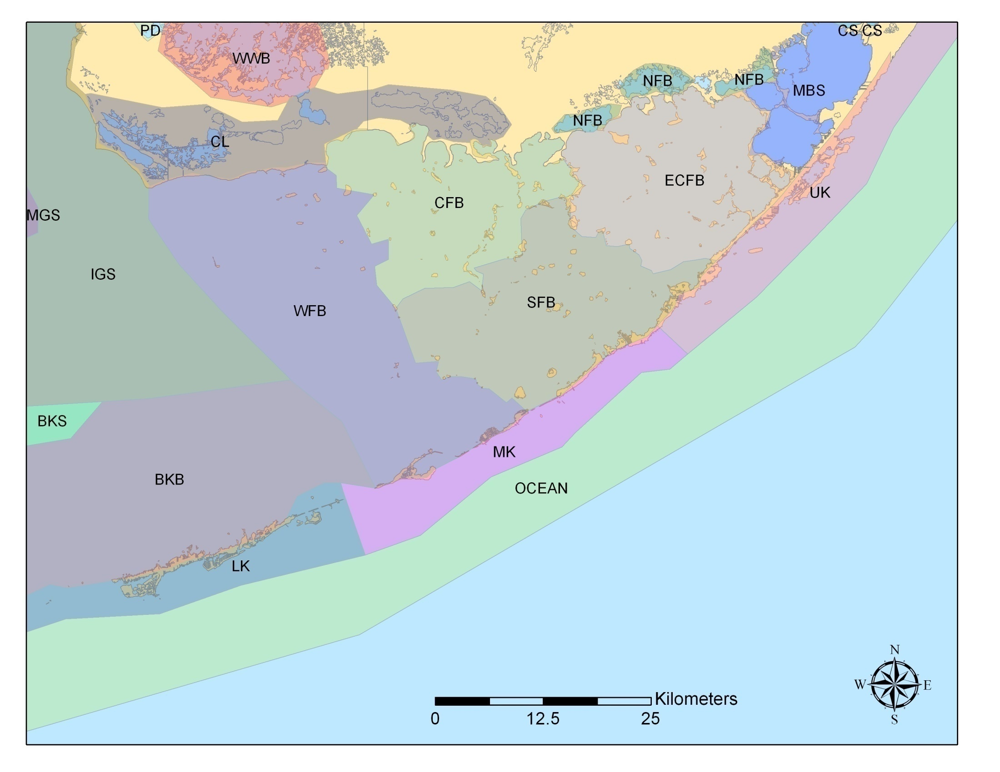 PD
CS CS
WWB
NFB
NFB
MBS
NFB
CL
ECFB
UK
CFB
MGS
IGS
SFB
WFB
BKS
MK
BKB
OCEAN
LK
N
W E
S
Kilometers
0 12.5 25